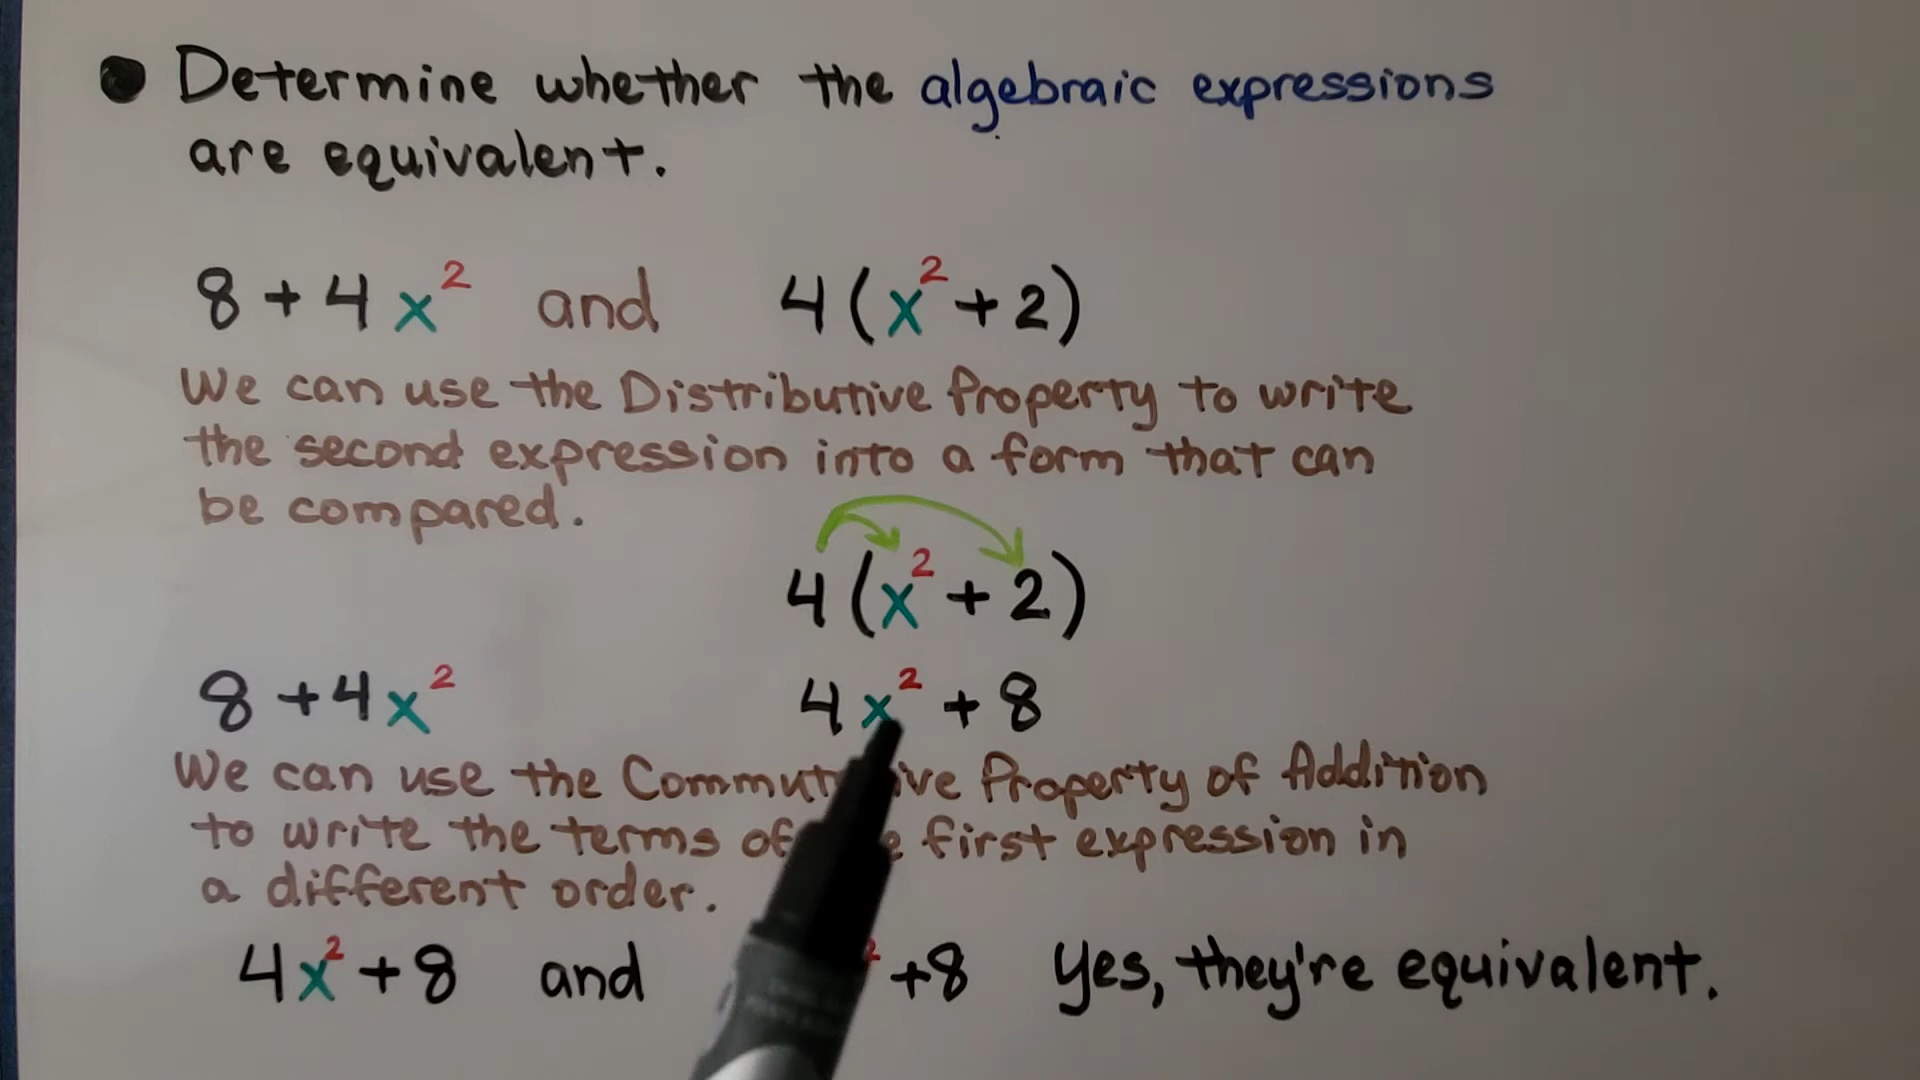 Determine whether the algebraic expressions
are equivalent.
8 + 4x² and 4(x² + 2)
We can use the Distributive Property to write
the second expression into a form that can
be compared.
4(x² + 2)
8 + 4x² 4x² + 8
We can use the Property of Addition
to write the terms of first expression in
a different order.
4x² + 8 and ² + 8 Yes, they're equivalent.